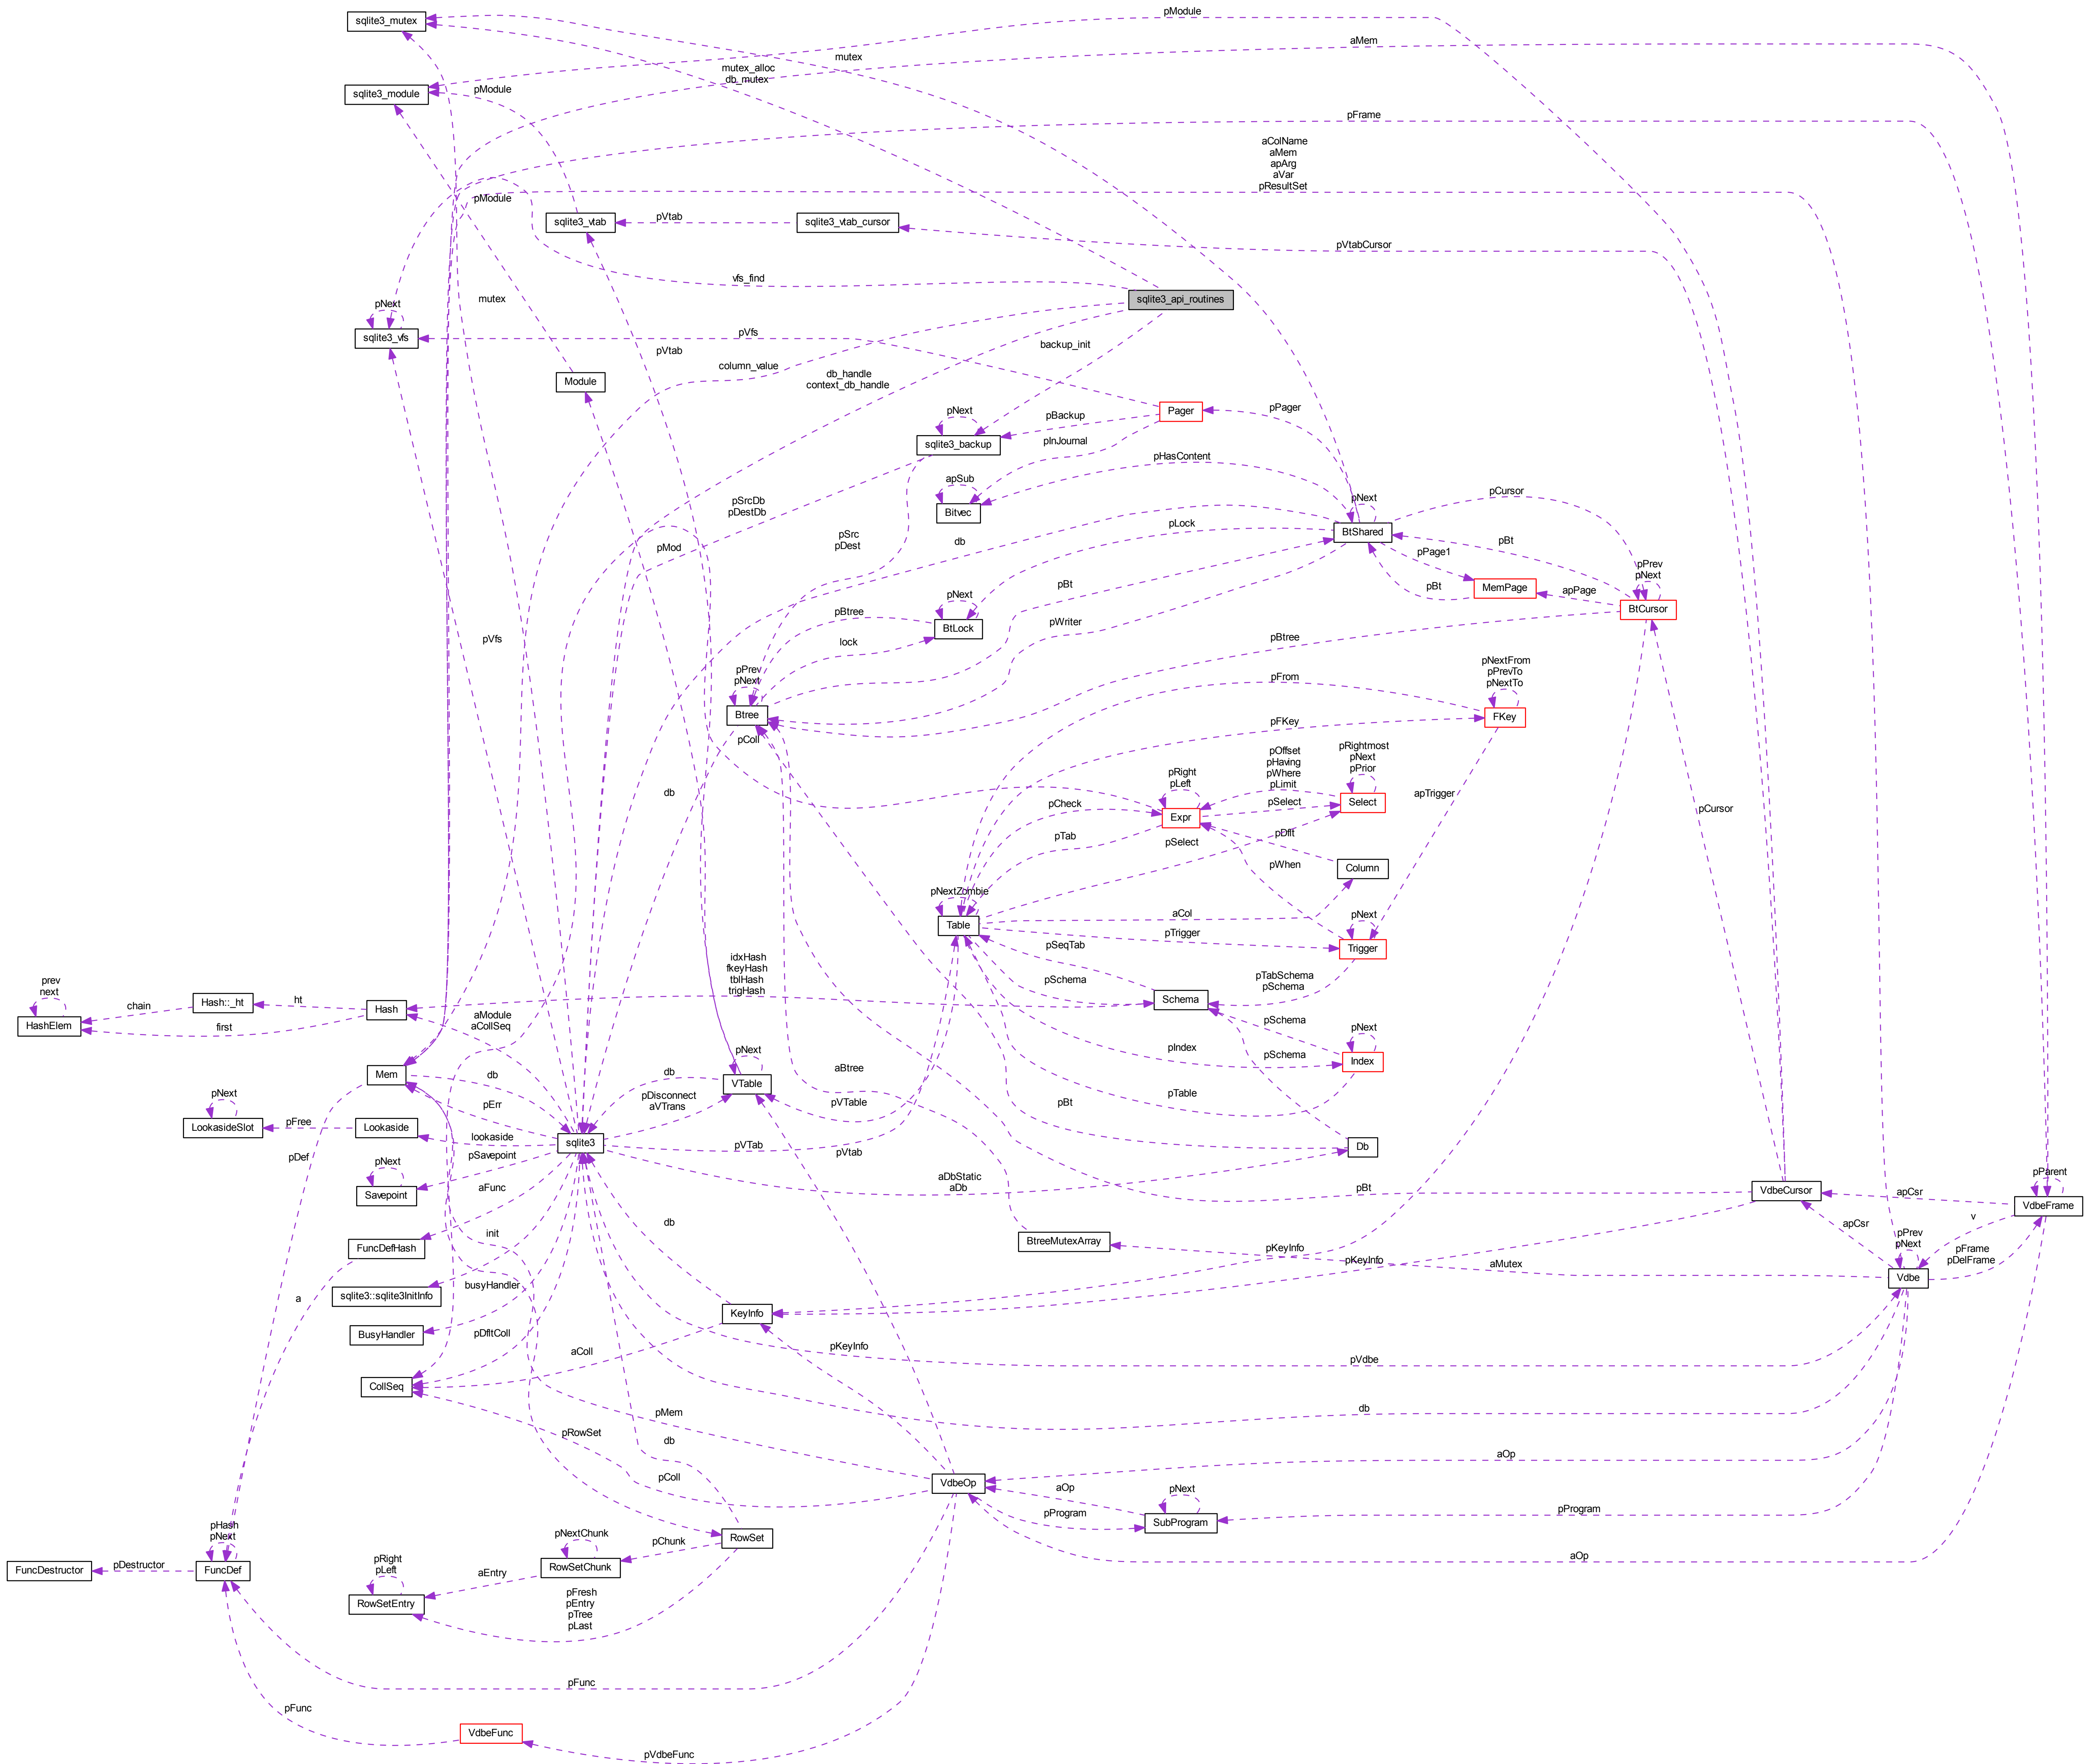 pModule
sqlite3_mutex
aMem
mutex
mutex_alloc
db_mutex
pModule
sqlite3_module
pFrame
aColName
aMem
apArg
aVar
pResultSet
pModule
sqlite3_vtab
pVtab
sqlite3_vtab_cursor
pVtabCursor
vfs_find
mutex
sqlite3_api_routines
pNext
sqlite3_vfs
pVfs
backup_init
pVtab
column_value
db_handle
context_db_handle
Module
pNext
pBackup
Pager
pPager
sqlite3_backup
pInJournal
pHasContent
apSub
Bitvec
pSrcDb
pDestDb
pNext
pCursor
pSrc
pDest
db
pLock
BtShared
pBt
pMod
pPage1
pPrev
pNext
pBt
pBt
MemPage
apPage
BtCursor
pNext
pBtree
BtLock
pWriter
lock
pBtree
pVfs
pPrev
pNext
pFrom
pNextFrom
pPrevTo
pNextTo
Btree
pFKey
FKey
pColl
db
pRight
pLeft
pOffset
pHaving
pWhere
pLimit
pRightmost
pNext
pPrior
pCheck
Expr
pSelect
Select
apTrigger
pCursor
pTab
pSelect
pDflt
pWhen
Column
pNextZombie
aCol
Table
pTrigger
pNext
Trigger
pSeqTab
pSchema
pTabSchema
pSchema
idxHash
fkeyHash
tblHash
trigHash
prev
next
HashElem
chain
Hash::_ht
ht
Hash
first
aModule
aCollSeq
Schema
pSchema
pNext
pIndex
Index
pSchema
Mem
db
pErr
pNext
db
VTable
pDisconnect
aVTrans
aBtree
pVTable
pTable
pBt
pNext
LookasideSlot
pFree
Lookaside
lookaside
sqlite3
pVTab
pVtab
Db
pDef
pSavepoint
pNext
Savepoint
aFunc
aDbStatic
aDb
pBt
VdbeCursor
apCsr
pParent
VdbeFrame
init
db
FuncDefHash
BtreeMutexArray
pKeyInfo
pKeyInfo
aMutex
apCsr
pPrev
pNext
Vdbe
v
pFrame
pDelFrame
sqlite3::sqlite3InitInfo
a
busyHandler
KeyInfo
BusyHandler
pDfltColl
aColl
pKeyInfo
pVdbe
CollSeq
pMem
db
pRowSet
db
pColl
aOp
VdbeOp
aOp
pNext
pProgram
SubProgram
pProgram
RowSet
pHash
pNext
pNextChunk
pChunk
FuncDestructor
pDestructor
FuncDef
RowSetChunk
aOp
pRight
pLeft
aEntry
RowSetEntry
pFresh
pEntry
pTree
pLast
pFunc
pFunc
VdbeFunc
pVdbeFunc